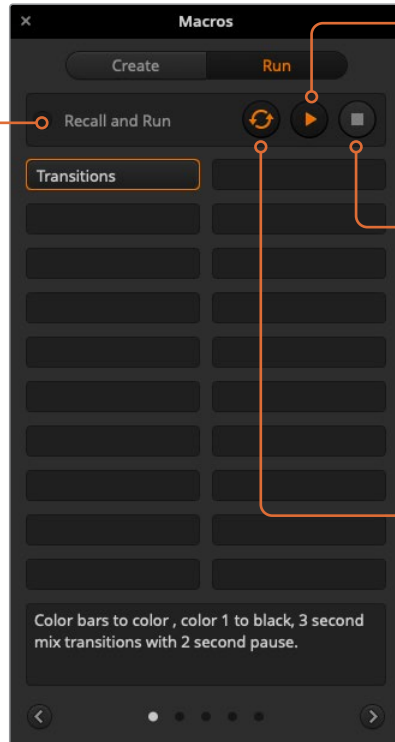 Macros
Create Run
Recall and Run
Transitions
Color bars to color , color 1 to black, 3 second
mix transitions with 2 second pause.